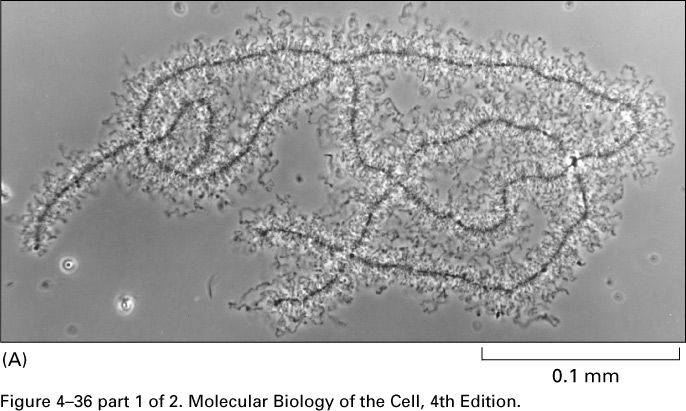 (A)
0.1 mm
Figure 4–36 part 1 of 2. Molecular Biology of the Cell, 4th Edition.